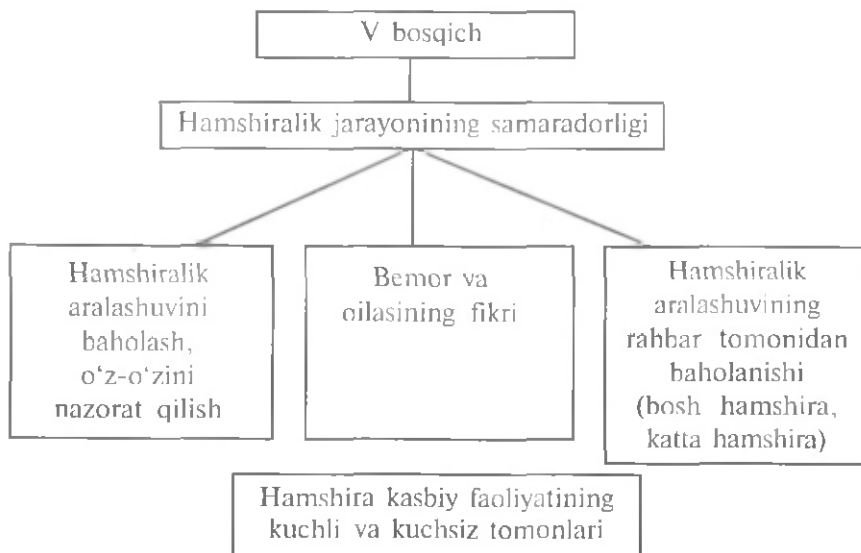 V bosqich
Hamshiralik jarayonining samaradorligi
Hamshiralik
aralashuvini
baholash,
o‘z-o‘zini
nazorat qilish
Bemor va
oilasining fikri
Hamshiralik
aralashuvining
rahbar tomonidan
baholanishi
(bosh hamshira,
katta hamshira)
Hamshira kasbiy faoliyatining
kuchli va kuchsiz tomonlari